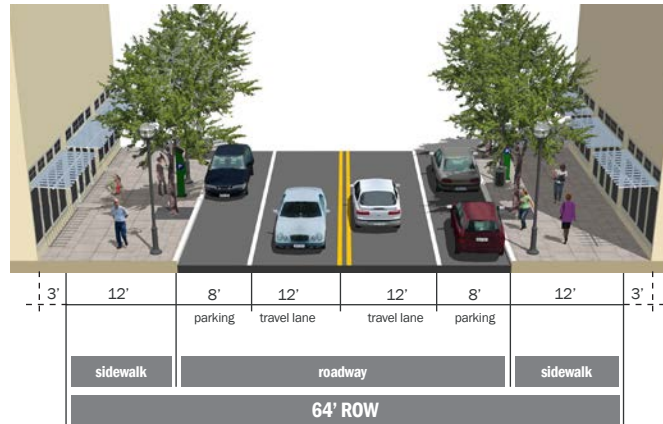 3’ 12’ 8’ 12’ 12’ 8’ 12’ 3’
parking travel lane travel lane parking
sidewalk roadway sidewalk
64’ ROW